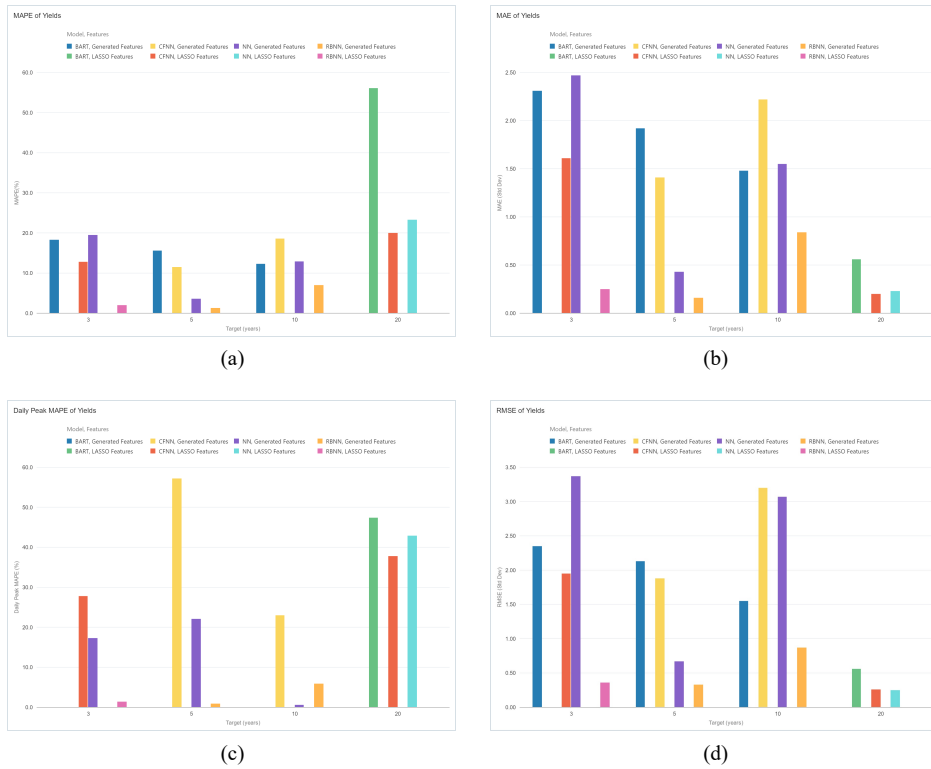 MAPE of Yields
Model, Features
BART, Generated Features CFNN, Generated Features NN, Generated Features RBNN, Generated Features
BART, LASSO Features CFNN, LASSO Features NN, LASSO Features RBNN, LASSO Features
60.0
50.0
40.0
30.0
20.0
10.0
0.0
MAPE(%)
3 5 10 20
Target (years)
(a)
MAE of Yields
Model, Features
BART, Generated Features CFNN, Generated Features NN, Generated Features RBNN, Generated Features
BART, LASSO Features CFNN, LASSO Features NN, LASSO Features RBNN, LASSO Features
2.50
2.00
1.50
1.00
0.50
0.00
MAE (Std Dev)
3 5 10 20
Target (years)
(b)
Daily Peak MAPE of Yields
Model, Features
BART, Generated Features CFNN, Generated Features NN, Generated Features RBNN, Generated Features
BART, LASSO Features CFNN, LASSO Features NN, LASSO Features RBNN, LASSO Features
60.0
50.0
40.0
30.0
20.0
10.0
0.0
Daily Peak MAPE (%)
3 5 10 20
Target (years)
(c)
RMSE of Yields
Model, Features
BART, Generated Features CFNN, Generated Features NN, Generated Features RBNN, Generated Features
BART, LASSO Features CFNN, LASSO Features NN, LASSO Features RBNN, LASSO Features
3.50
3.00
2.50
2.00
1.50
1.00
0.50
0.00
RMSE (Std Dev)
3 5 10 20
Target (years)
(d)